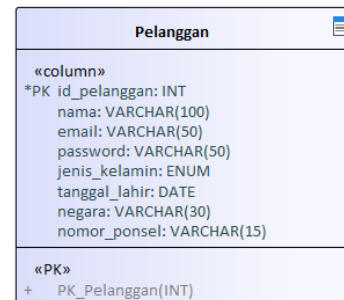 Pelanggan
«column»
*PK id_pelanggan: INT
nama: VARCHAR(100)
email: VARCHAR(50)
password: VARCHAR(50)
jenis_kelamin: ENUM
tanggal_lahir: DATE
negara: VARCHAR(30)
nomor_ponsel: VARCHAR(15)
«PK»
+ PK_Pelanggan(INT)